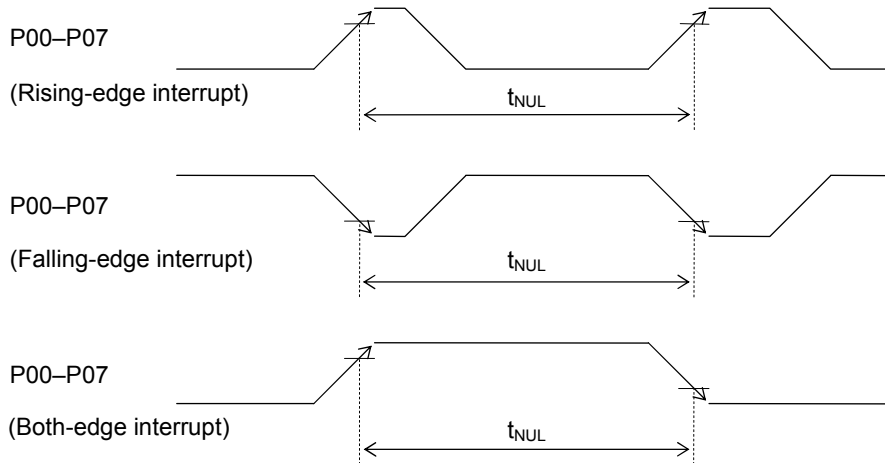 P00–P07
(Rising-edge interrupt)
tNUL
P00–P07
(Falling-edge interrupt)
tNUL
P00–P07
(Both-edge interrupt)
tNUL